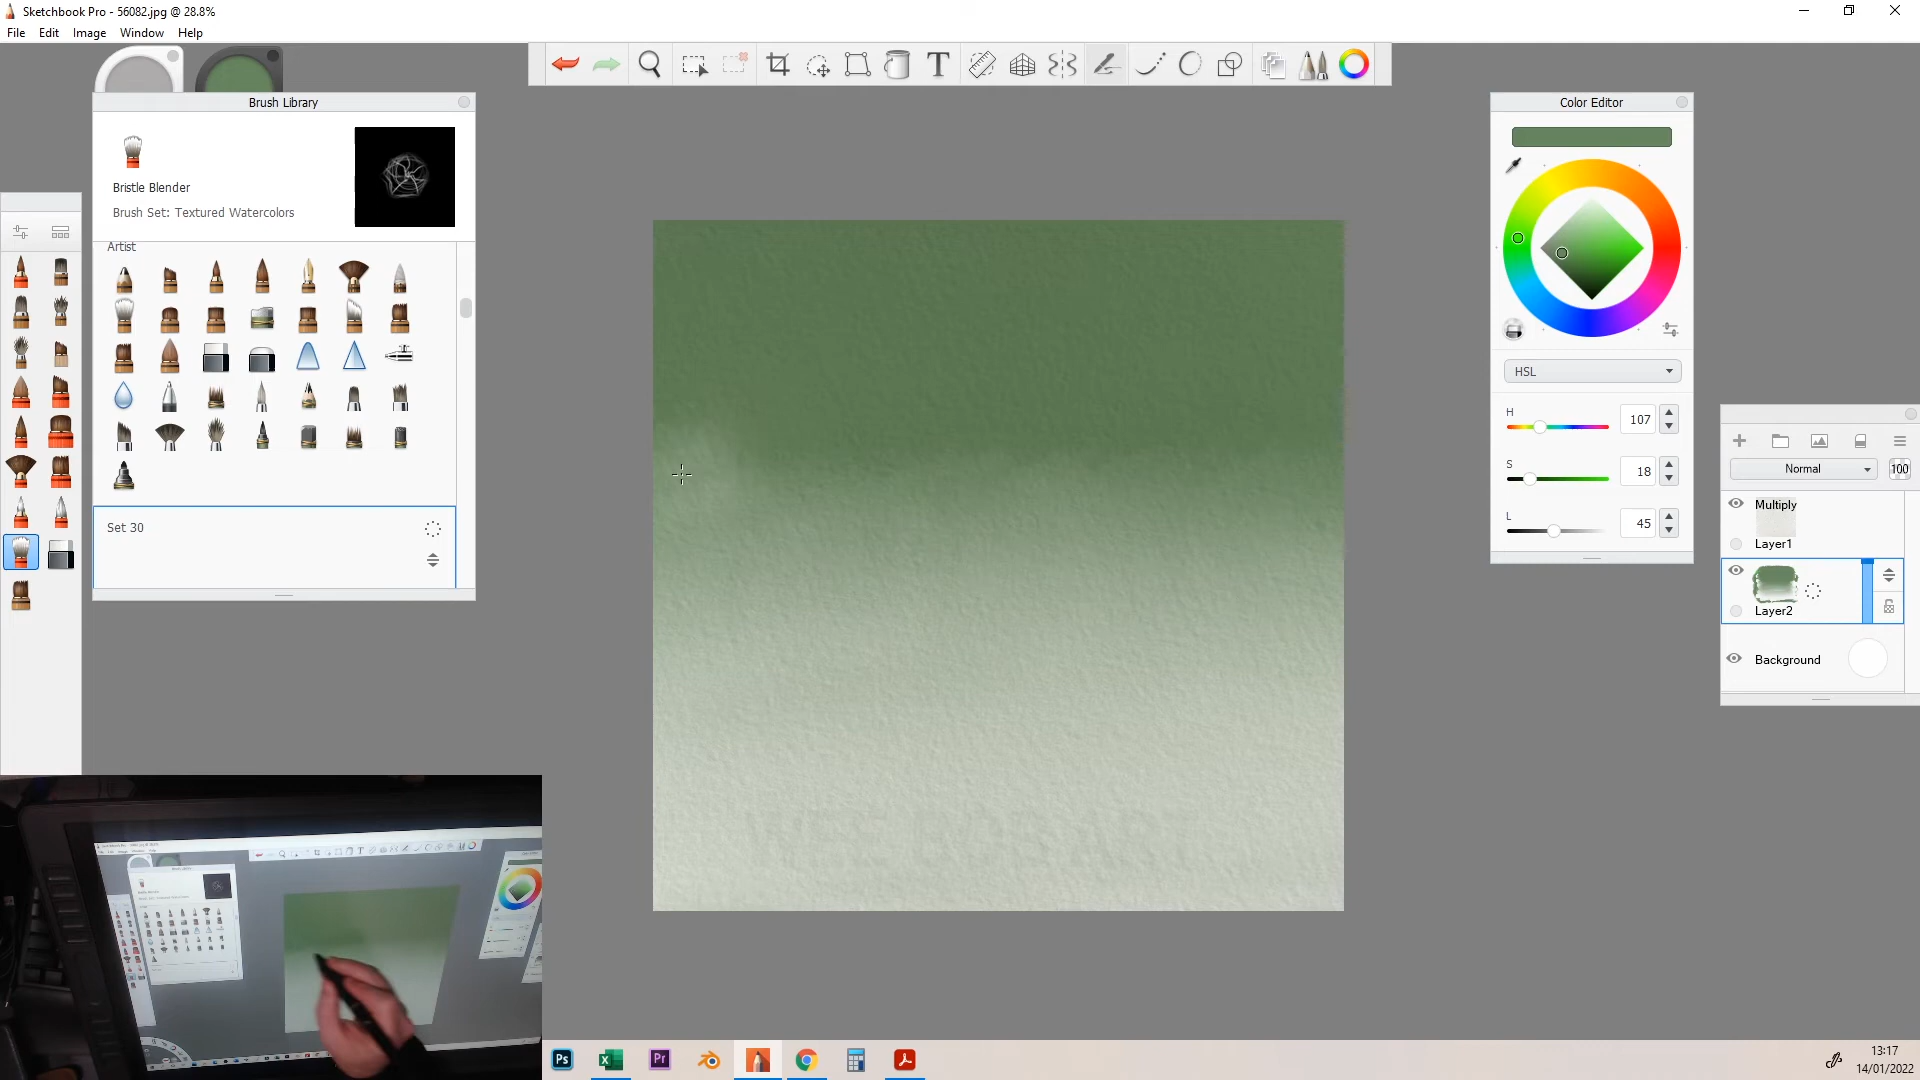 Sketchbook Pro - 56082.jpg @ 28.8%
File Edit Image Window Help
T
Brush Library
Bristle Blender
Brush Set: Textured Watercolors
Artist
Set 30
Color Editor
HSL
H 107
S 18
L 45
Normal 100
Multiply
Layer1
Layer2
Background
Ps Pr
13:17
14/01/2022